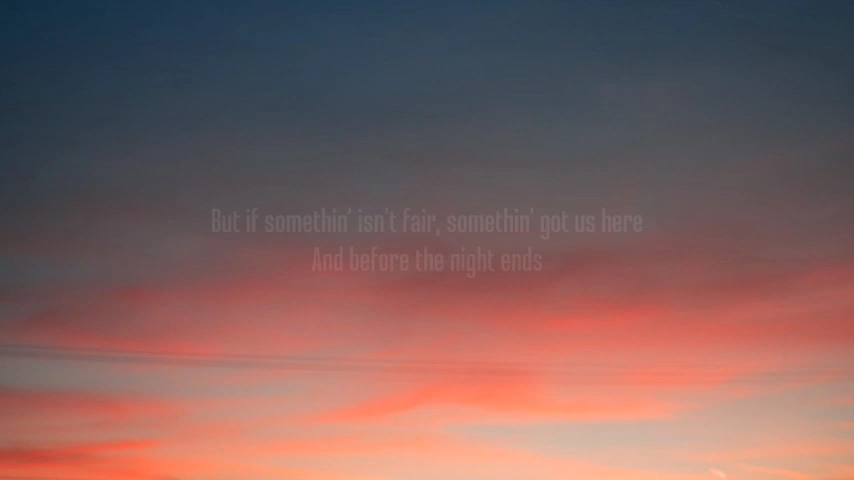 But if somethin' isn't fair, somethin' got us here
And before the night ends